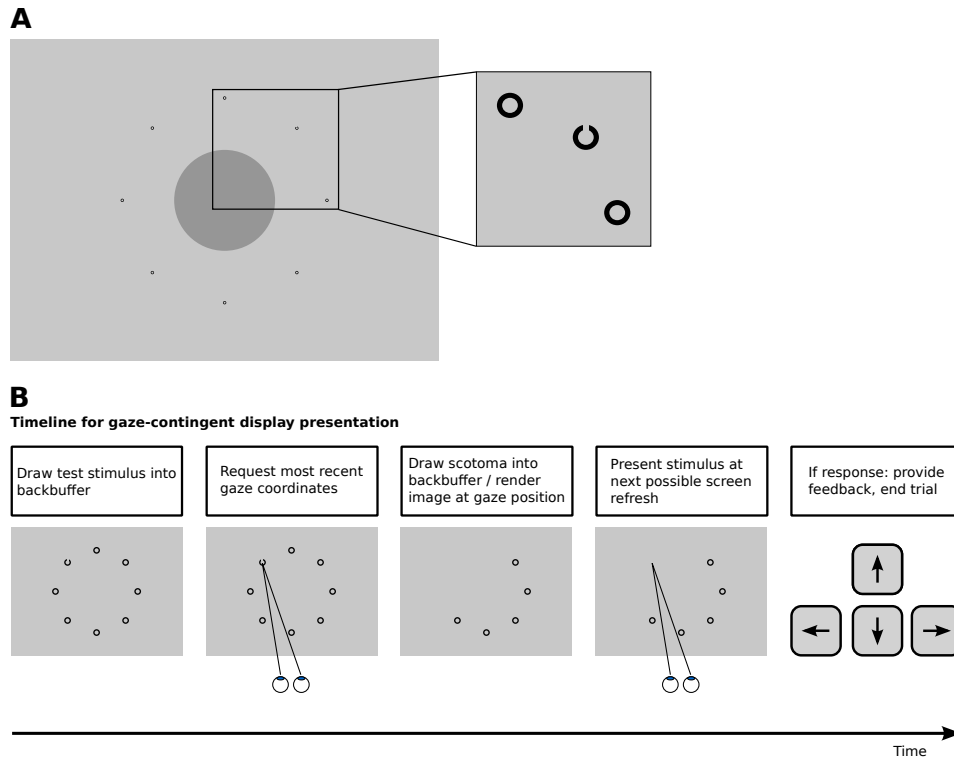 A
B
Timeline for gaze-contingent display presentation
Draw test stimulus into
backbuffer
Request most recent
gaze coordinates
Draw scotoma into
backbuffer / render
image at gaze position
Present stimulus at
next possible screen
refresh
If response: provide
feedback, end trial
Time